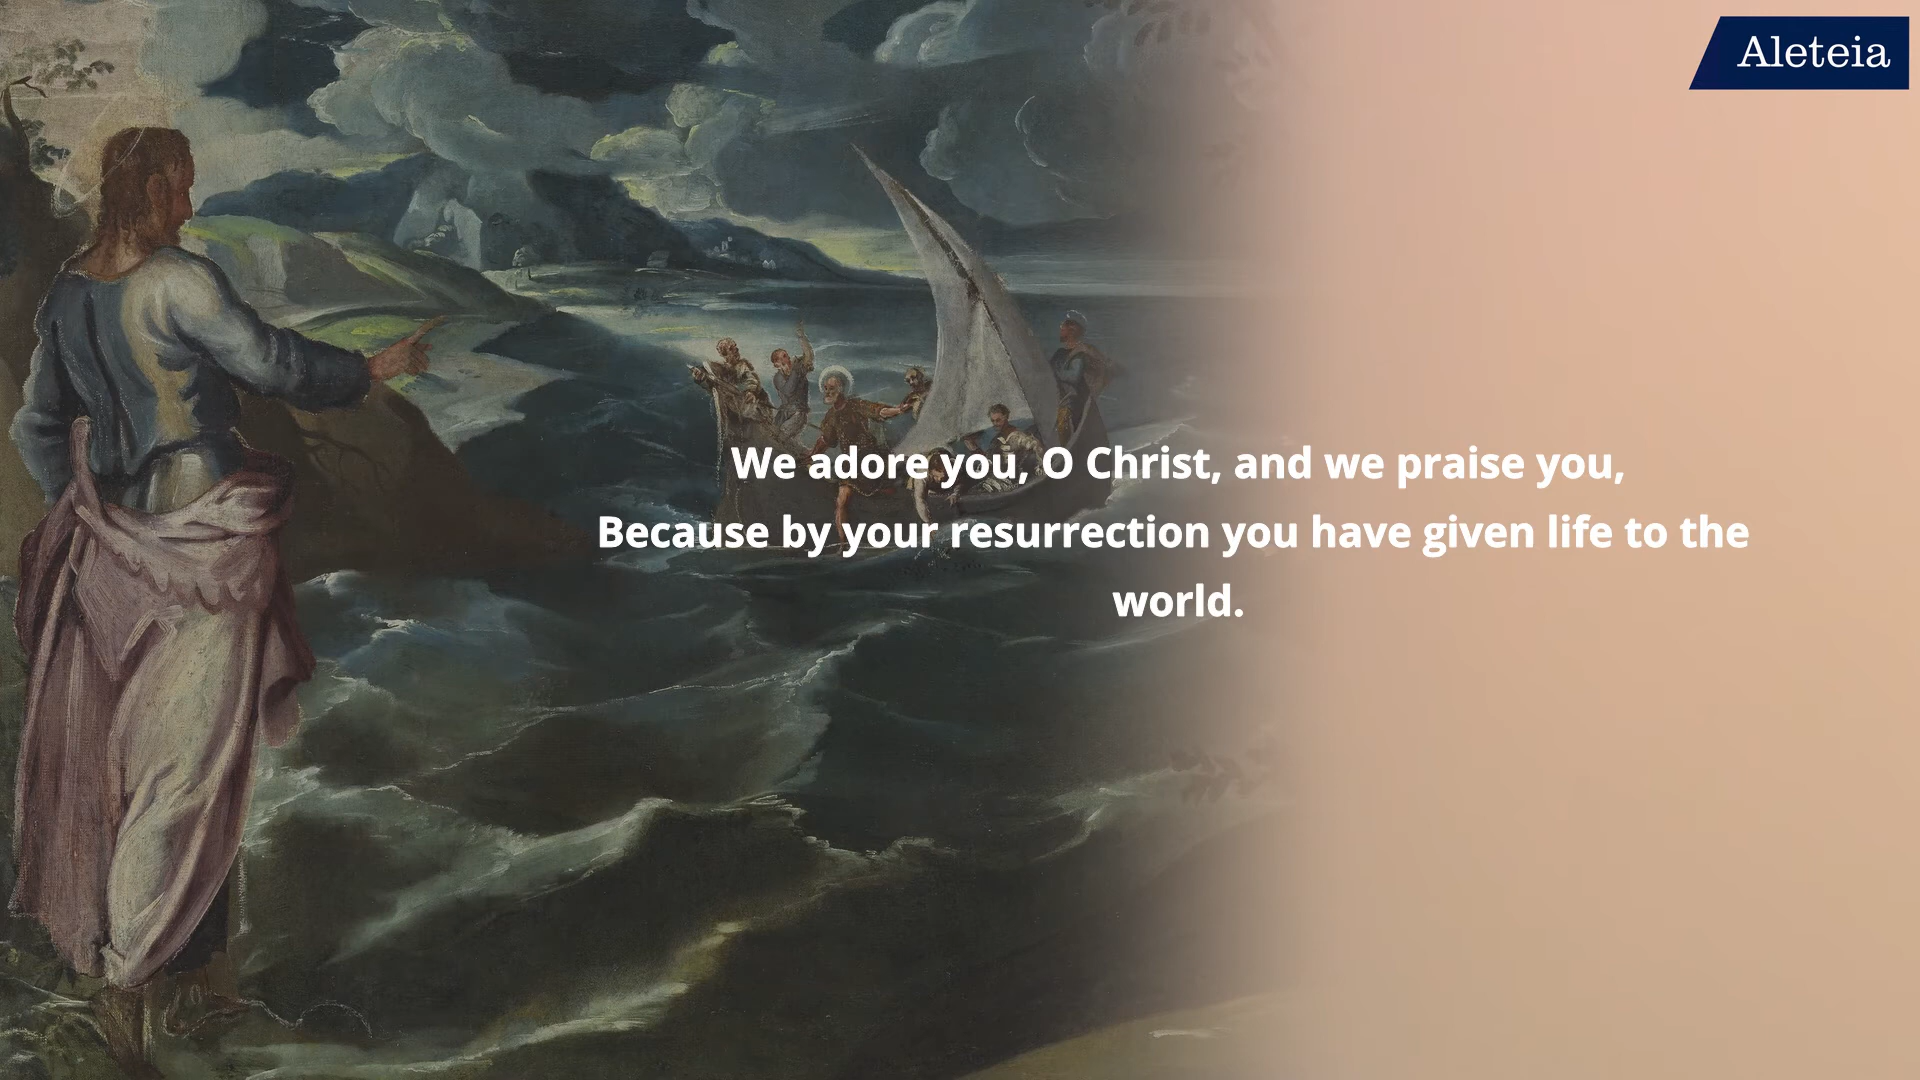 Aleteia
We adore you, O Christ, and we praise you,
Because by your resurrection you have given life to the
world.